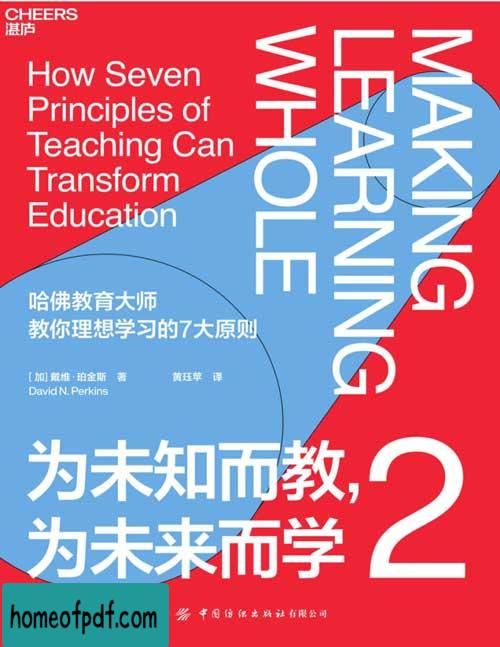 CHEERS
湛庐
How Seven
Principles of
Teaching Can
Transform
Education
MAKING
LEARNING
WHOLE
哈佛教育大师
教你理想学习的7大原则
[加]戴维·珀金斯 著 黄珏苹 译
David N. Perkins
为未知而教,
为未来而学
2
homeofpdf.com
中国纺织出版社有限公司